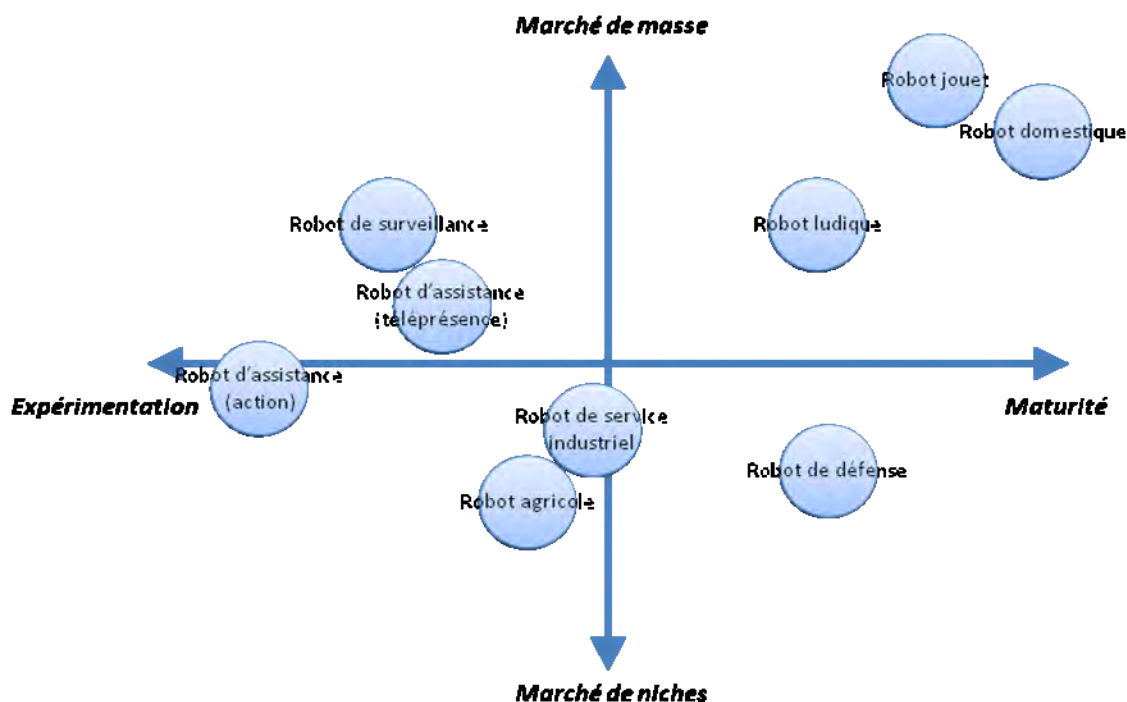 Marché de masse
Robot jouet
Robot domestique
Robot de surveillance
Robot ludique
Robot d'assistance
(téléprésence)
Robot d'assistance
(action)
Expérimentation
Maturité
Robot de service
industriel
Robot de défense
Robot agricole
Marché de niches